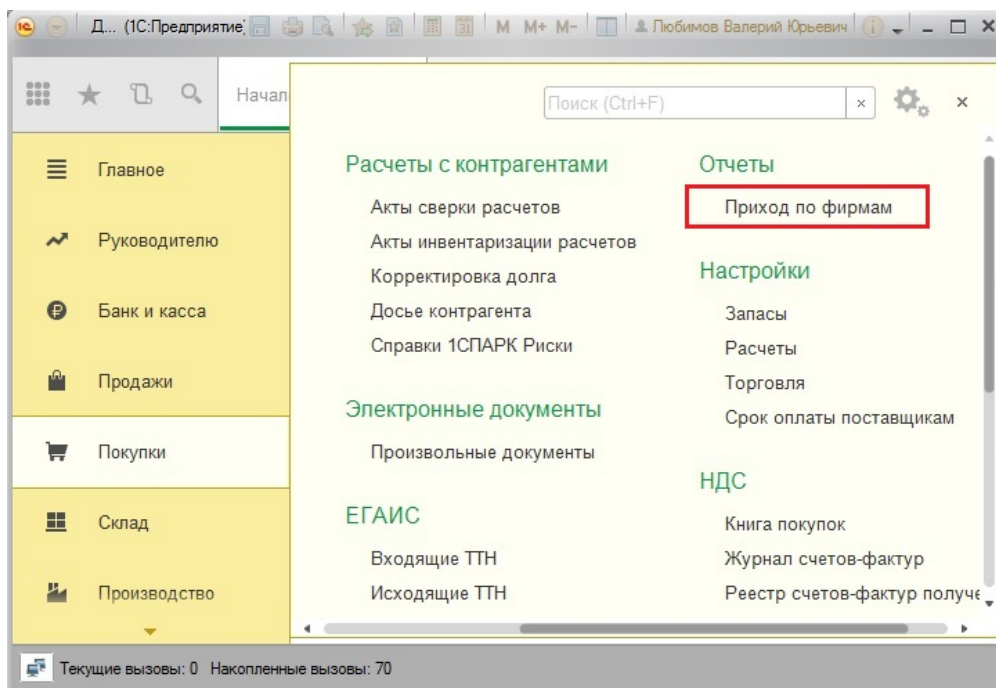 1С Д... (1С:Предприятие) 31 M M+ M- Любимов Валерий Юрьевич
Начал
Поиск (Ctrl+F)
Главное
Руководителю
Банк и касса
Продажи
Покупки
Склад
Производство
Расчеты с контрагентами
Акты сверки расчетов
Акты инвентаризации расчетов
Корректировка долга
Досье контрагента
Справки 1СПАРК Риски
Электронные документы
Произвольные документы
ЕГАИС
Входящие ТТН
Исходящие ТТН
Отчеты
Приход по фирмам
Настройки
Запасы
Расчеты
Торговля
Срок оплаты поставщикам
НДС
Книга покупок
Журнал счетов-фактур
Реестр счетов-фактур получе
Текущие вызовы: 0 Накопленные вызовы: 70